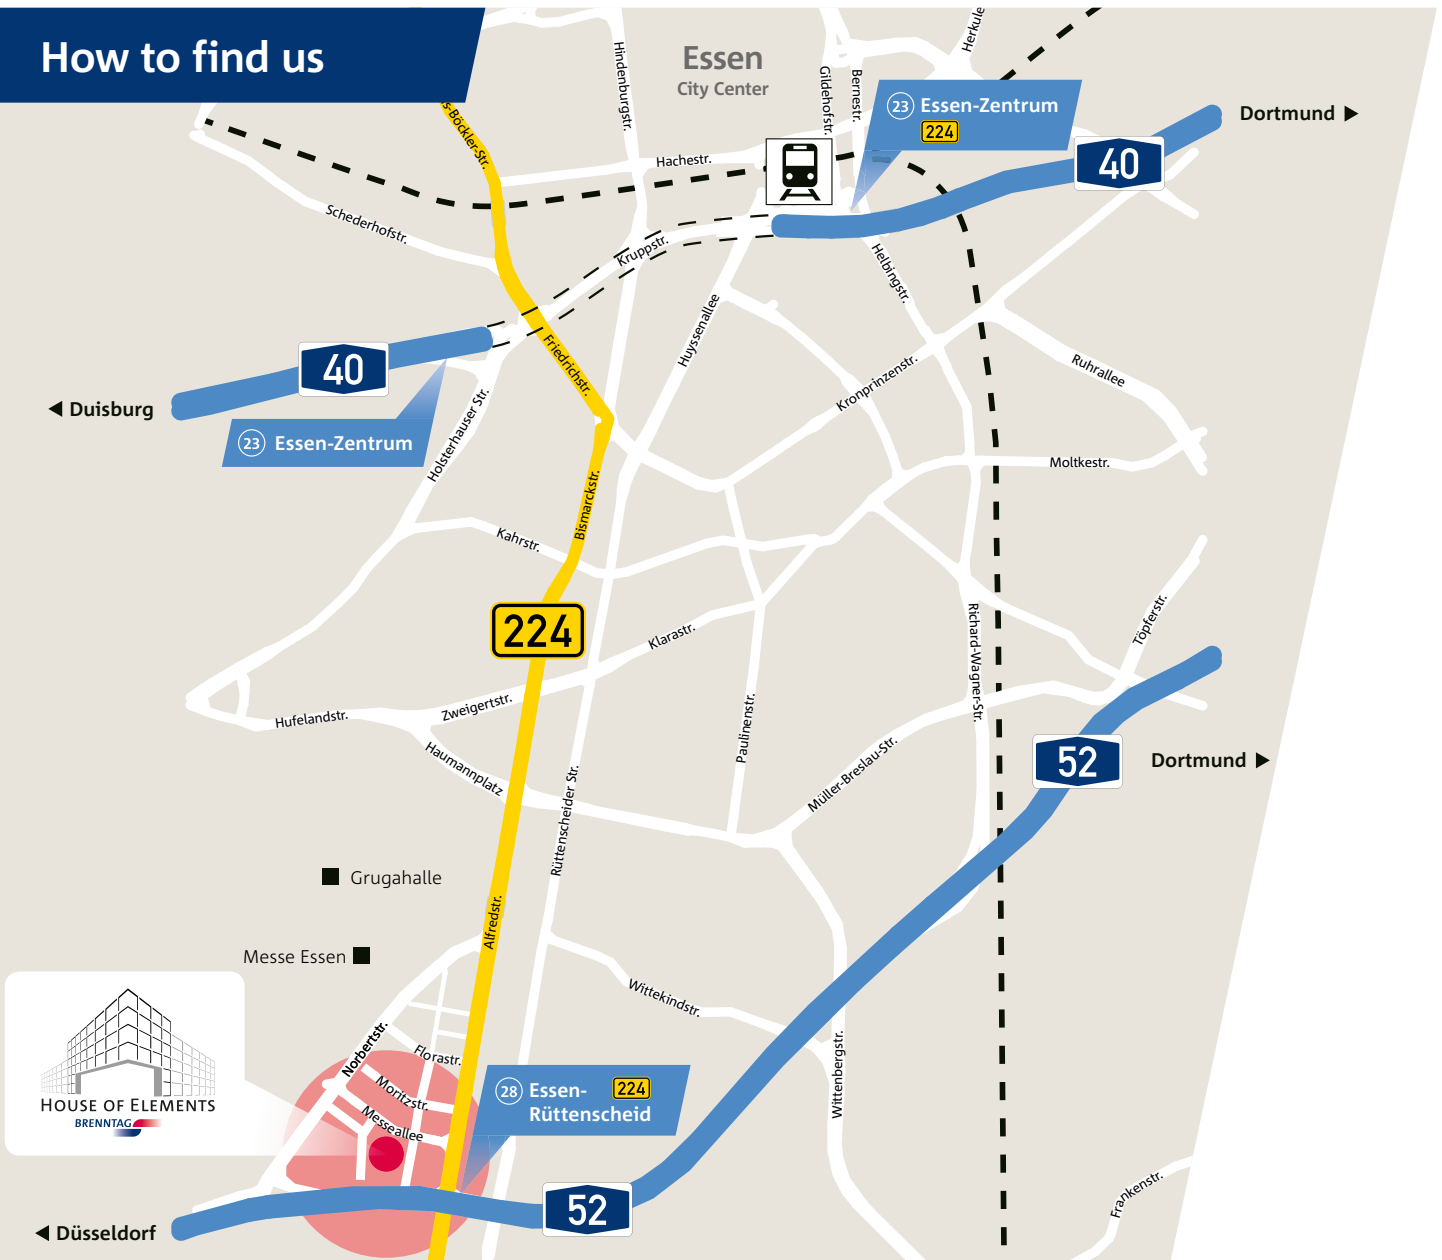 How to find us
Essen
City Center
Herkule
Hindenburgstr.
Gildehofstr.
Bernestr.
23 Essen-Zentrum
224
Dortmund
40
s-Böckler-Str.
Hachestr.
Schederhofstr.
Kruppstr.
Helbingstr.
Huyssenallee
Friedrichstr.
40
Duisburg
23 Essen-Zentrum
Holsterhauser Str.
Kronprinzenstr.
Ruhrallee
Moltkestr.
Bismarckstr.
Kahrstr.
224
Klarastr.
Richard-Wagner-Str.
Töpferstr.
Hufelandstr.
Zweigertstr.
Haumannplatz
Paulinenstr.
Müller-Breslau-Str.
52
Dortmund
Rüttenscheider Str.
Grugahalle
Alfredstr.
Messe Essen
Wittekindstr.
Norbertstr.
Florastr.
Moritzstr.
Messeallee
Wittenbergstr.
28 Essen-
Rüttenscheid
224
HOUSE OF ELEMENTS
BRENNTAG
52
Frankenstr.
Düsseldorf